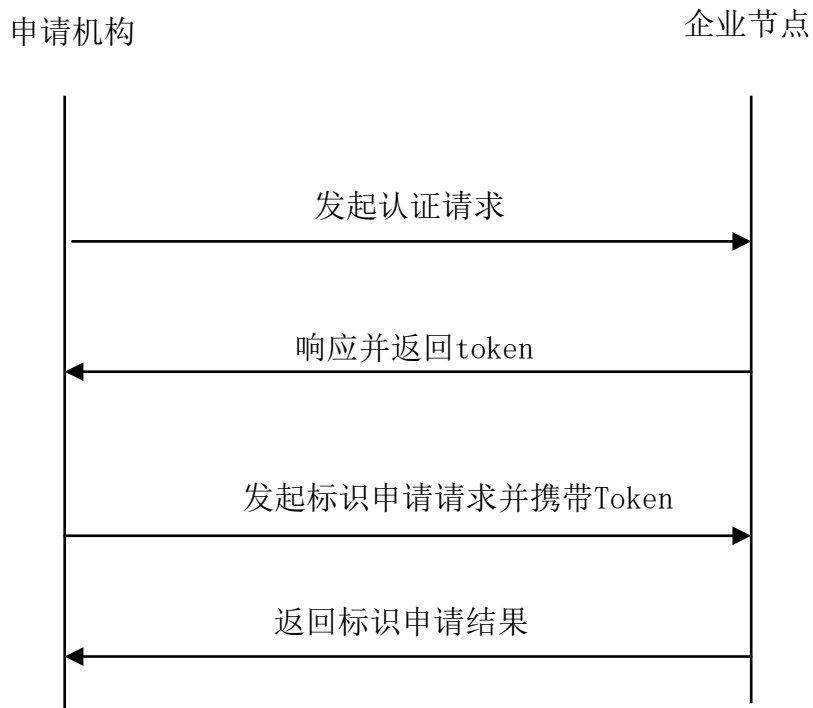 申请机构
企业节点
发起认证请求
响应并返回token
发起标识申请请求并携带Token
返回标识申请结果